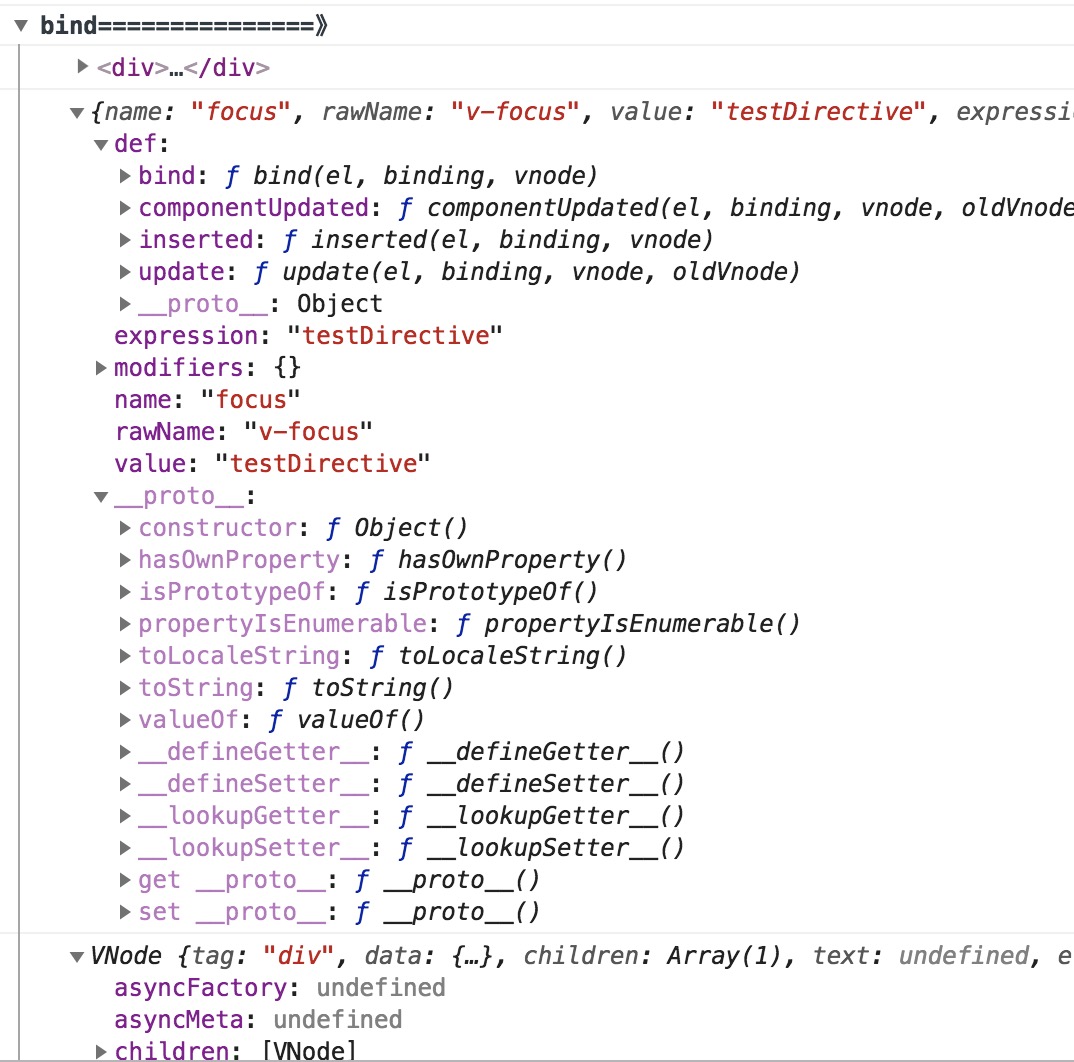 bind===============》
<div>…</div>
{name: "focus", rawName: "v-focus", value: "testDirective", expressi
def:
bind: ƒ bind(el, binding, vnode)
componentUpdated: ƒ componentUpdated(el, binding, vnode, oldVnode
inserted: ƒ inserted(el, binding, vnode)
update: ƒ update(el, binding, vnode, oldVnode)
__proto__: Object
expression: "testDirective"
modifiers: {}
name: "focus"
rawName: "v-focus"
value: "testDirective"
__proto__:
constructor: ƒ Object()
hasOwnProperty: ƒ hasOwnProperty()
isPrototypeOf: ƒ isPrototypeOf()
propertyIsEnumerable: ƒ propertyIsEnumerable()
toLocaleString: ƒ toLocaleString()
toString: ƒ toString()
valueOf: ƒ valueOf()
__defineGetter__: ƒ __defineGetter__()
__defineSetter__: ƒ __defineSetter__()
__lookupGetter__: ƒ __lookupGetter__()
__lookupSetter__: ƒ __lookupSetter__()
get __proto__: ƒ __proto__()
set __proto__: ƒ __proto__()
VNode {tag: "div", data: {…}, children: Array(1), text: undefined, e
asyncFactory: undefined
asyncMeta: undefined
children: [VNode]